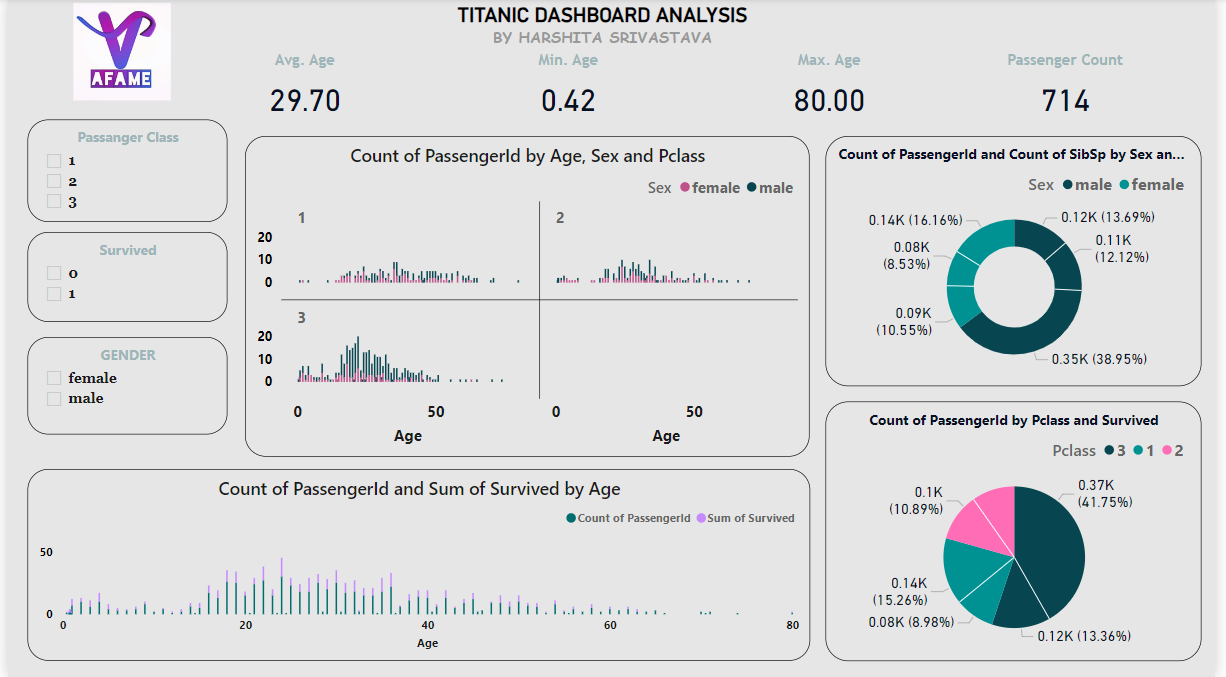 AFAME
TITANIC DASHBOARD ANALYSIS
BY HARSHITA SRIVASTAVA
Avg. Age
29.70
Min. Age
0.42
Max. Age
80.00
Passenger Count
714
Passanger Class
1
2
3
Survived
0
1
GENDER
female
male
Count of PassengerId by Age, Sex and Pclass
Sex female male
1
2
20
10
0
3
20
10
0
0
50
0
50
Age
Age
Count of PassengerId and Count of SibSp by Sex an...
Sex male female
0.14K (16.16%)
0.12K (13.69%)
0.08K
(8.53%)
0.11K
(12.12%)
0.09K
(10.55%)
0.35K (38.95%)
Count of PassengerId and Sum of Survived by Age
Count of PassengerId Sum of Survived
50
0
0
20
40
60
80
Age
Count of PassengerId by Pclass and Survived
Pclass 3 1 2
0.1K
(10.89%)
0.37K
(41.75%)
0.14K
(15.26%)
0.08K (8.98%)
0.12K (13.36%)